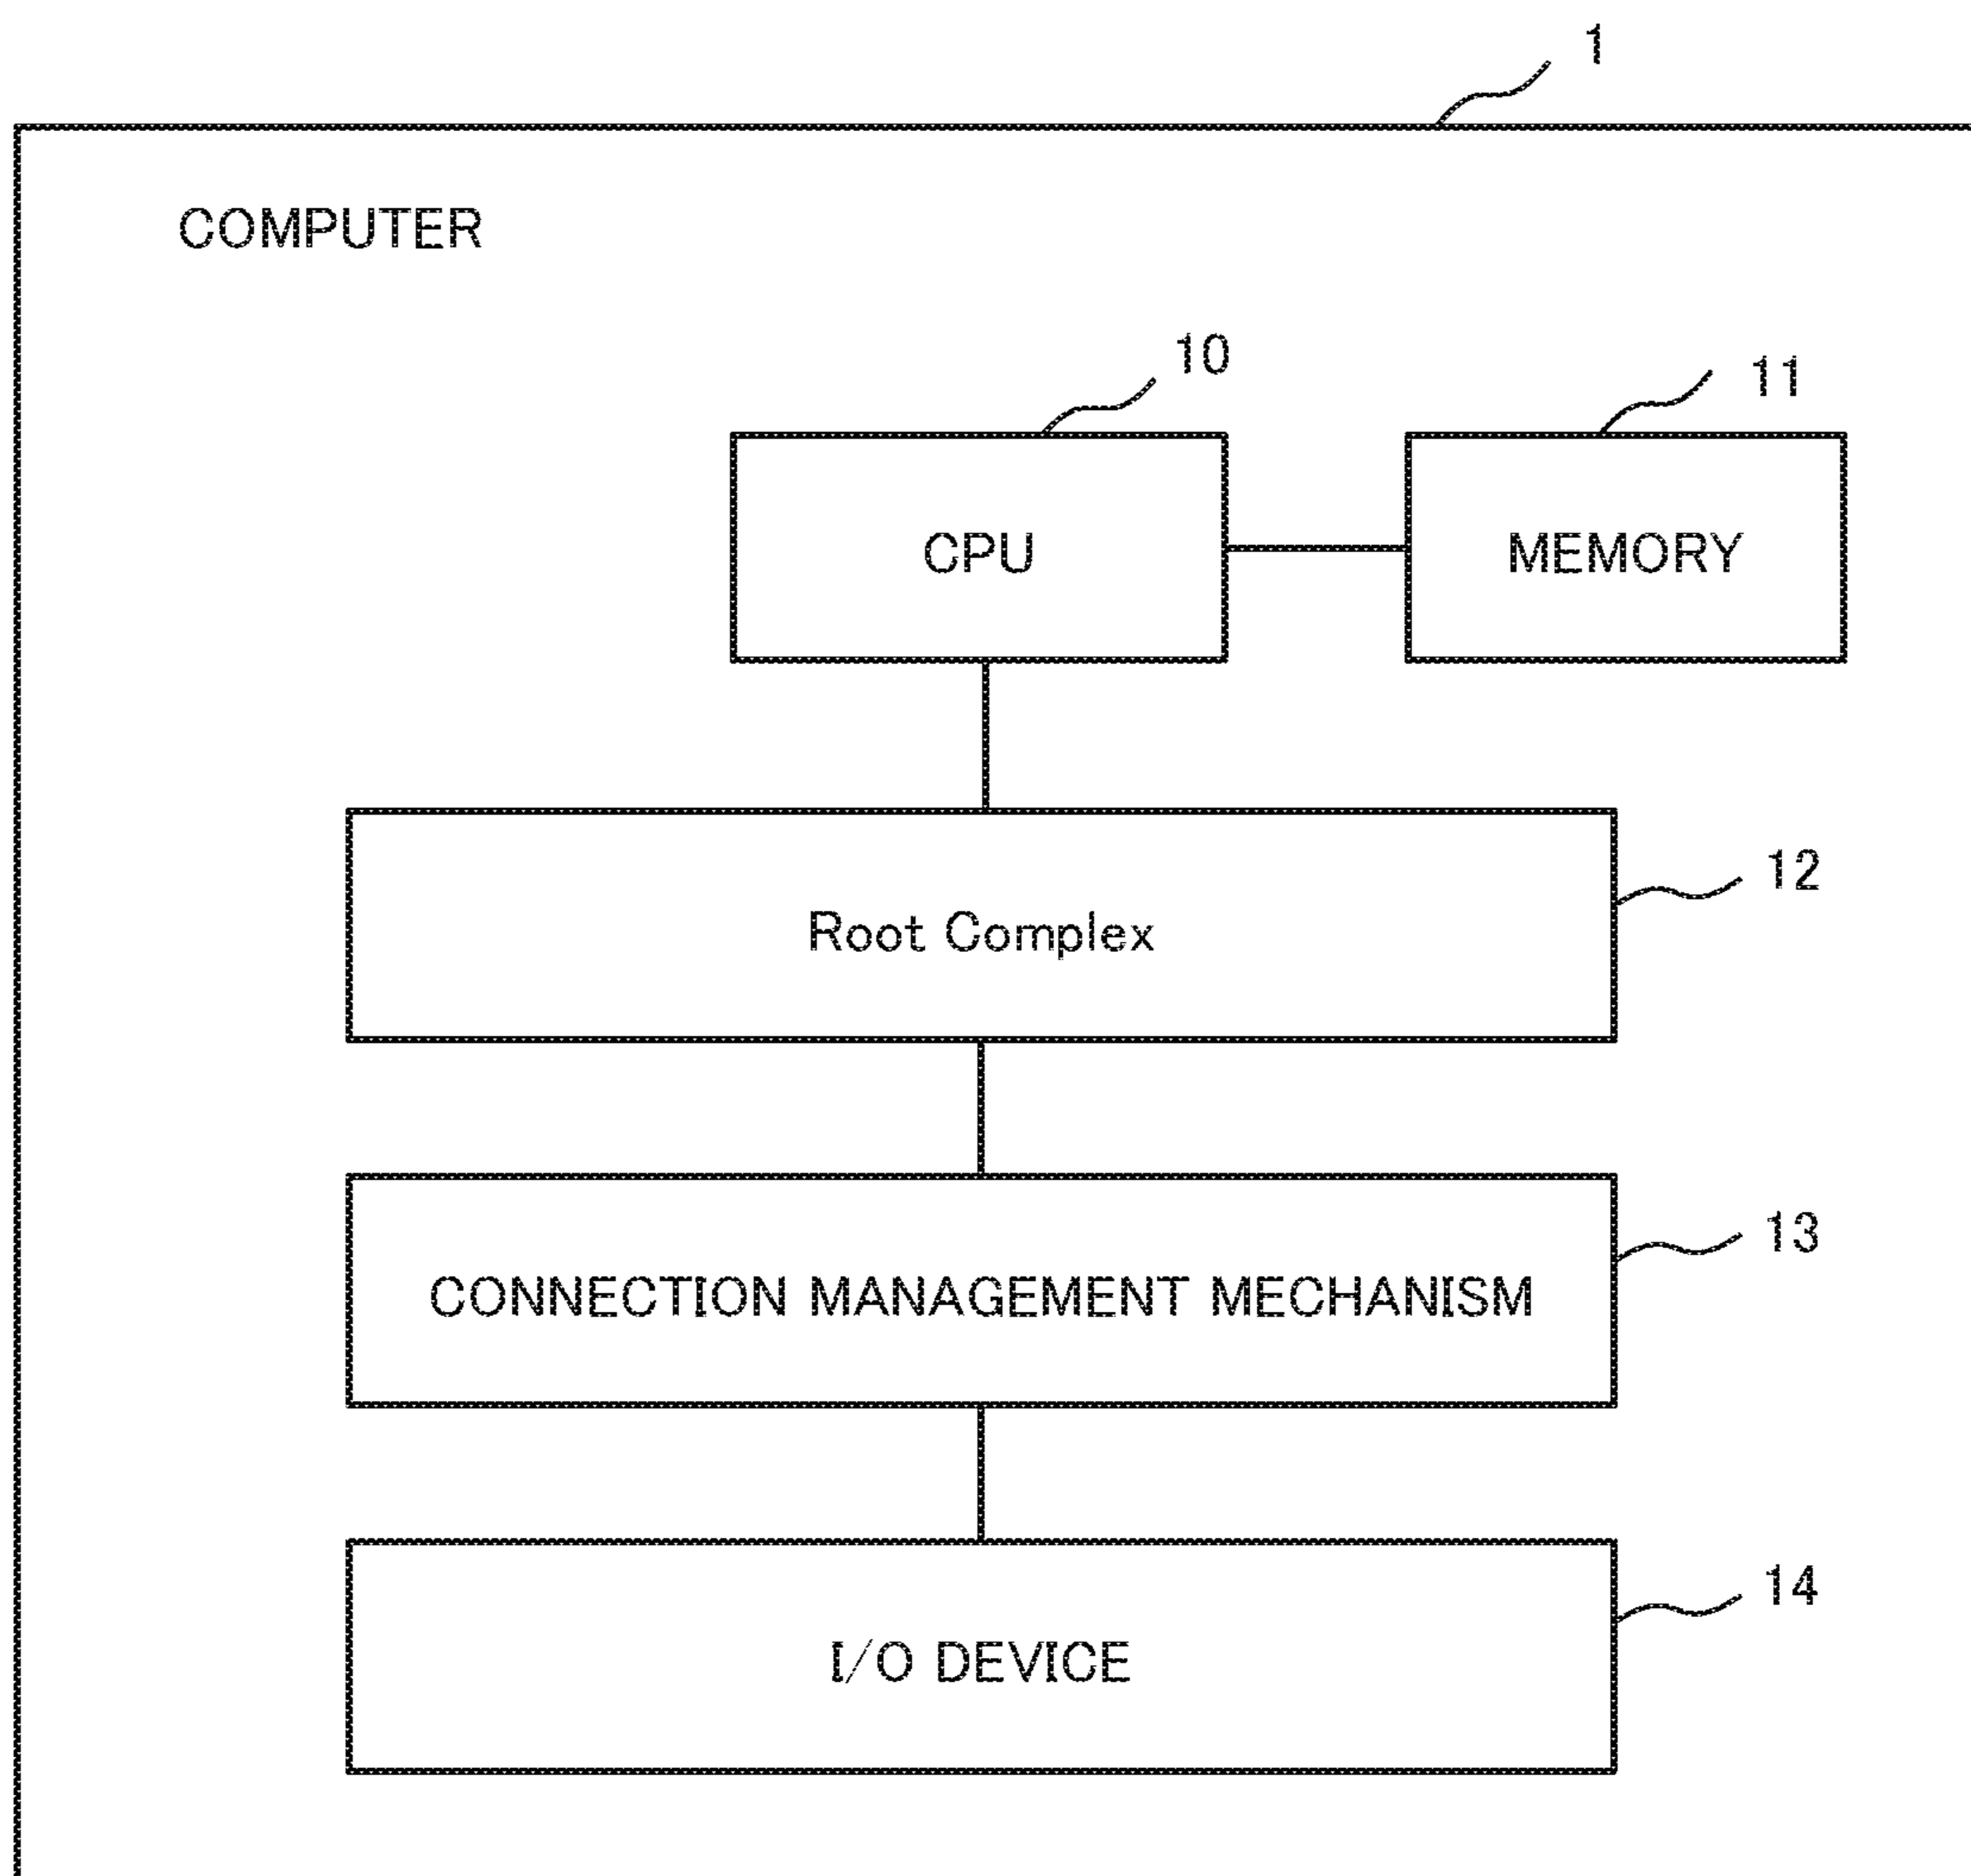 1
COMPUTER
10
11
CPU
MEMORY
12
Root Complex
13
CONNECTION MANAGEMENT MECHANISM
14
I/O DEVICE